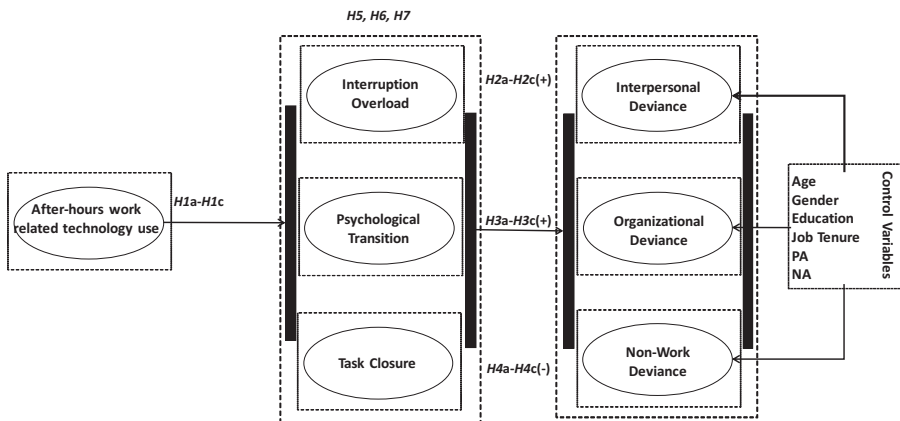 H5, H6, H7
After-hours work
related technology use
H1a-H1c
Interruption
Overload
Psychological
Transition
Task Closure
H2a-H2c(+)
H3a-H3c(+)
H4a-H4c(-)
Interpersonal
Deviance
Organizational
Deviance
Non-Work
Deviance
Age
Gender
Education
Job Tenure
PA
NA
Control Variables